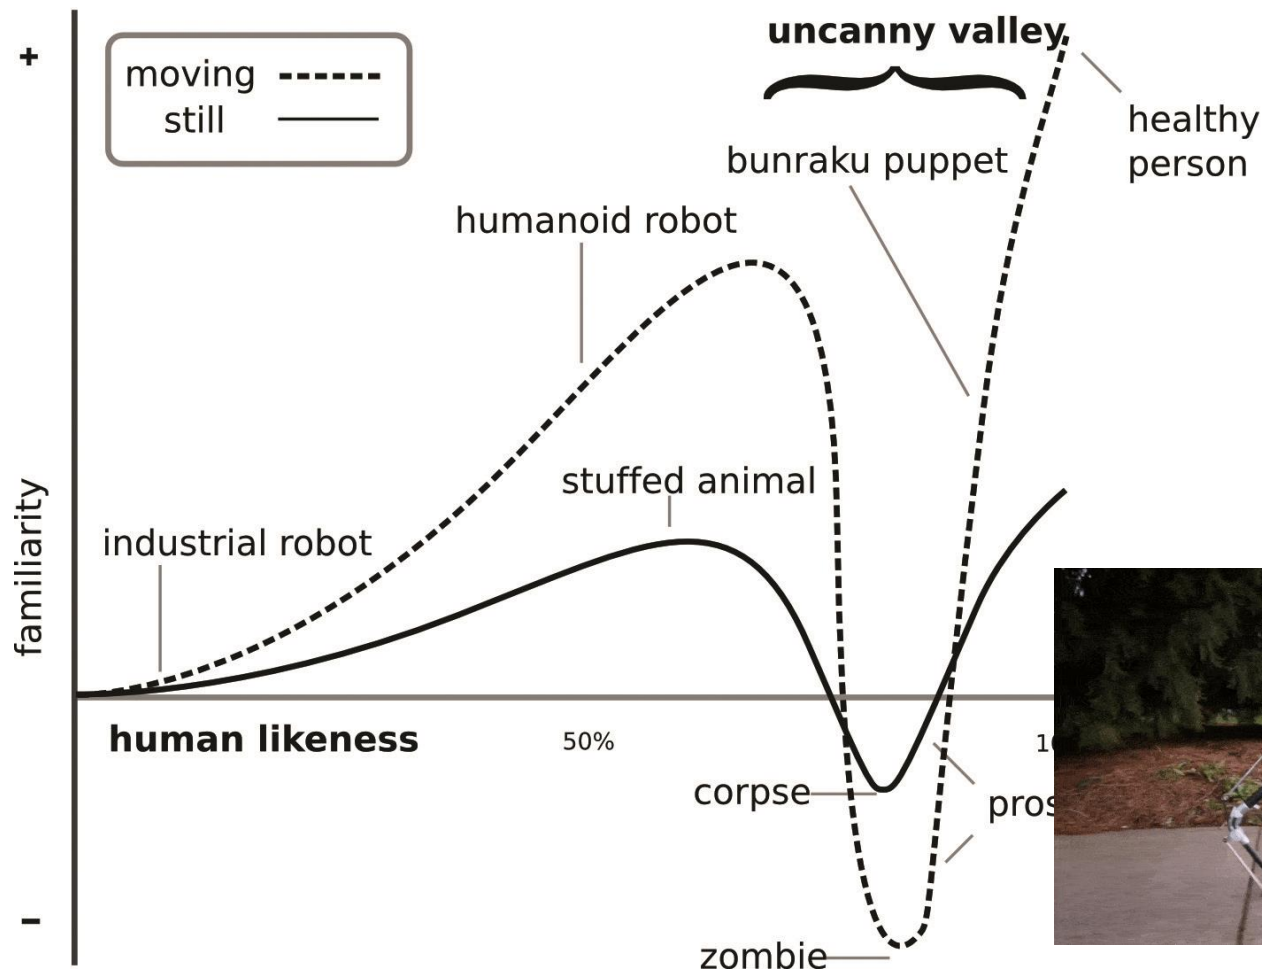 uncanny valley
+
moving
still
healthy
person
bunraku puppet
humanoid robot
stuffed animal
industrial robot
familiarity
human likeness
50%
corpse
–
zombie